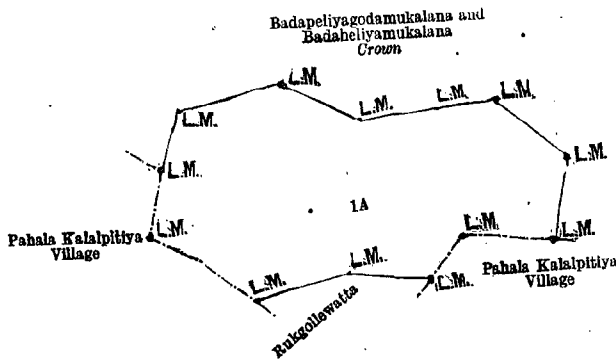 Badapeliyagodamukalana and
Badaheliyamukalana
Crown
L.M.
L.M.
L.M.
L.M.
L.M.
L.M.
L.M.
L.M.
1A
L.M.
L.M.
L.M.
Pahala Kalalpitiya
Village
L.M.
L.M.
L.M.
Pahala Kalalpitiya
Village
Rukgollewatta